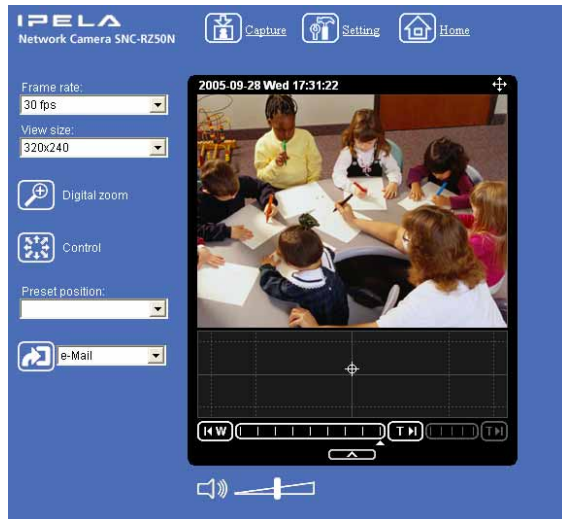 IPELA
Network Camera SNC-RZ50N
Capture
Setting
Home
Frame rate:
30 fps
View size:
320x240
Digital zoom
Control
Preset position:
e-Mail
2005-09-28 Wed 17:31:22
W
T
T